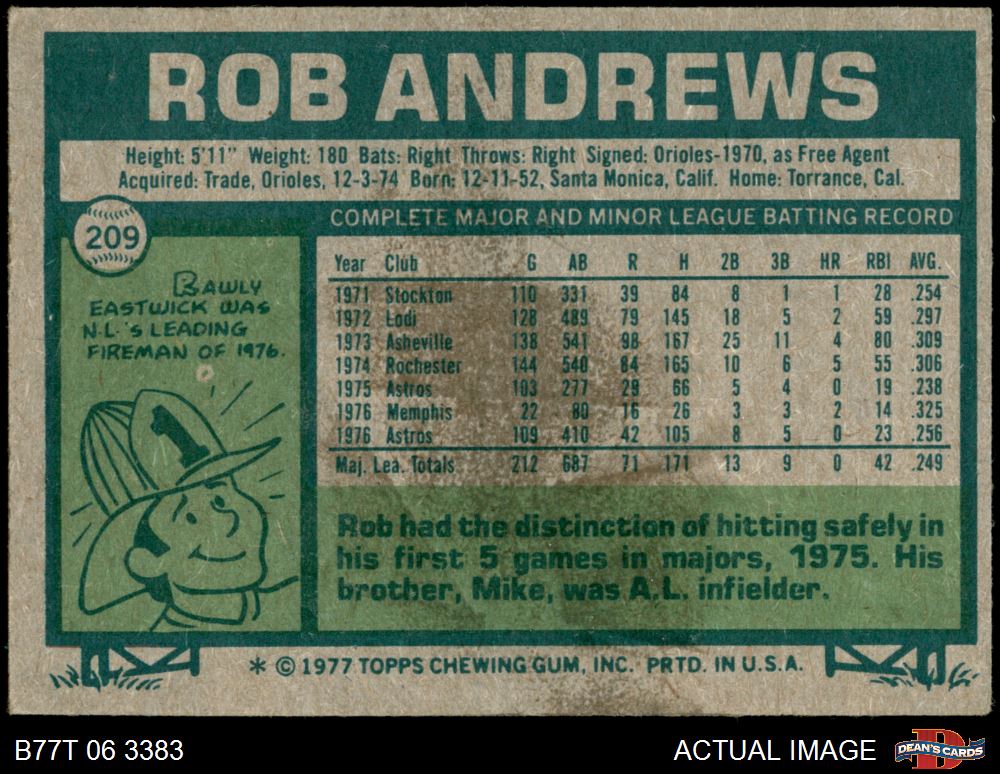 ROB ANDREWS
Height: 5'11" Weight: 180 Bats: Right Throws: Right Signed: Orioles-1970, as Free Agent
Acquired: Trade, Orioles, 12-3-74 Born: 12-11-52, Santa Monica, Calif. Home: Torrance, Cal.
209
COMPLETE MAJOR AND MINOR LEAGUE BATTING RECORD
Year Club G AB R H 2B 3B HR RBI AVG.
1971 Stockton 110 331 39 84 8 1 1 28 .254
1972 Lodi 128 489 79 145 18 5 2 59 .297
1973 Asheville 138 541 98 167 25 11 4 80 .309
1974 Rochester 144 540 84 165 10 6 5 55 .306
1975 Astros 103 277 29 66 5 4 0 19 .238
1976 Memphis 22 80 16 26 3 3 2 14 .325
1976 Astros 109 410 42 105 8 5 0 23 .256
Maj. Lea. Totals 212 687 71 171 13 9 0 42 .249
RAWLY
EASTWICK WAS
N.L.'S LEADING
FIREMAN OF 1976.
1
Rob had the distinction of hitting safely in
his first 5 games in majors, 1975. His
brother, Mike, was A.L. infielder.
* © 1977 TOPPS CHEWING GUM, INC. PRTD. IN U.S.A.
B77T 06 3383
ACTUAL IMAGE
D
DEAN'S CARDS